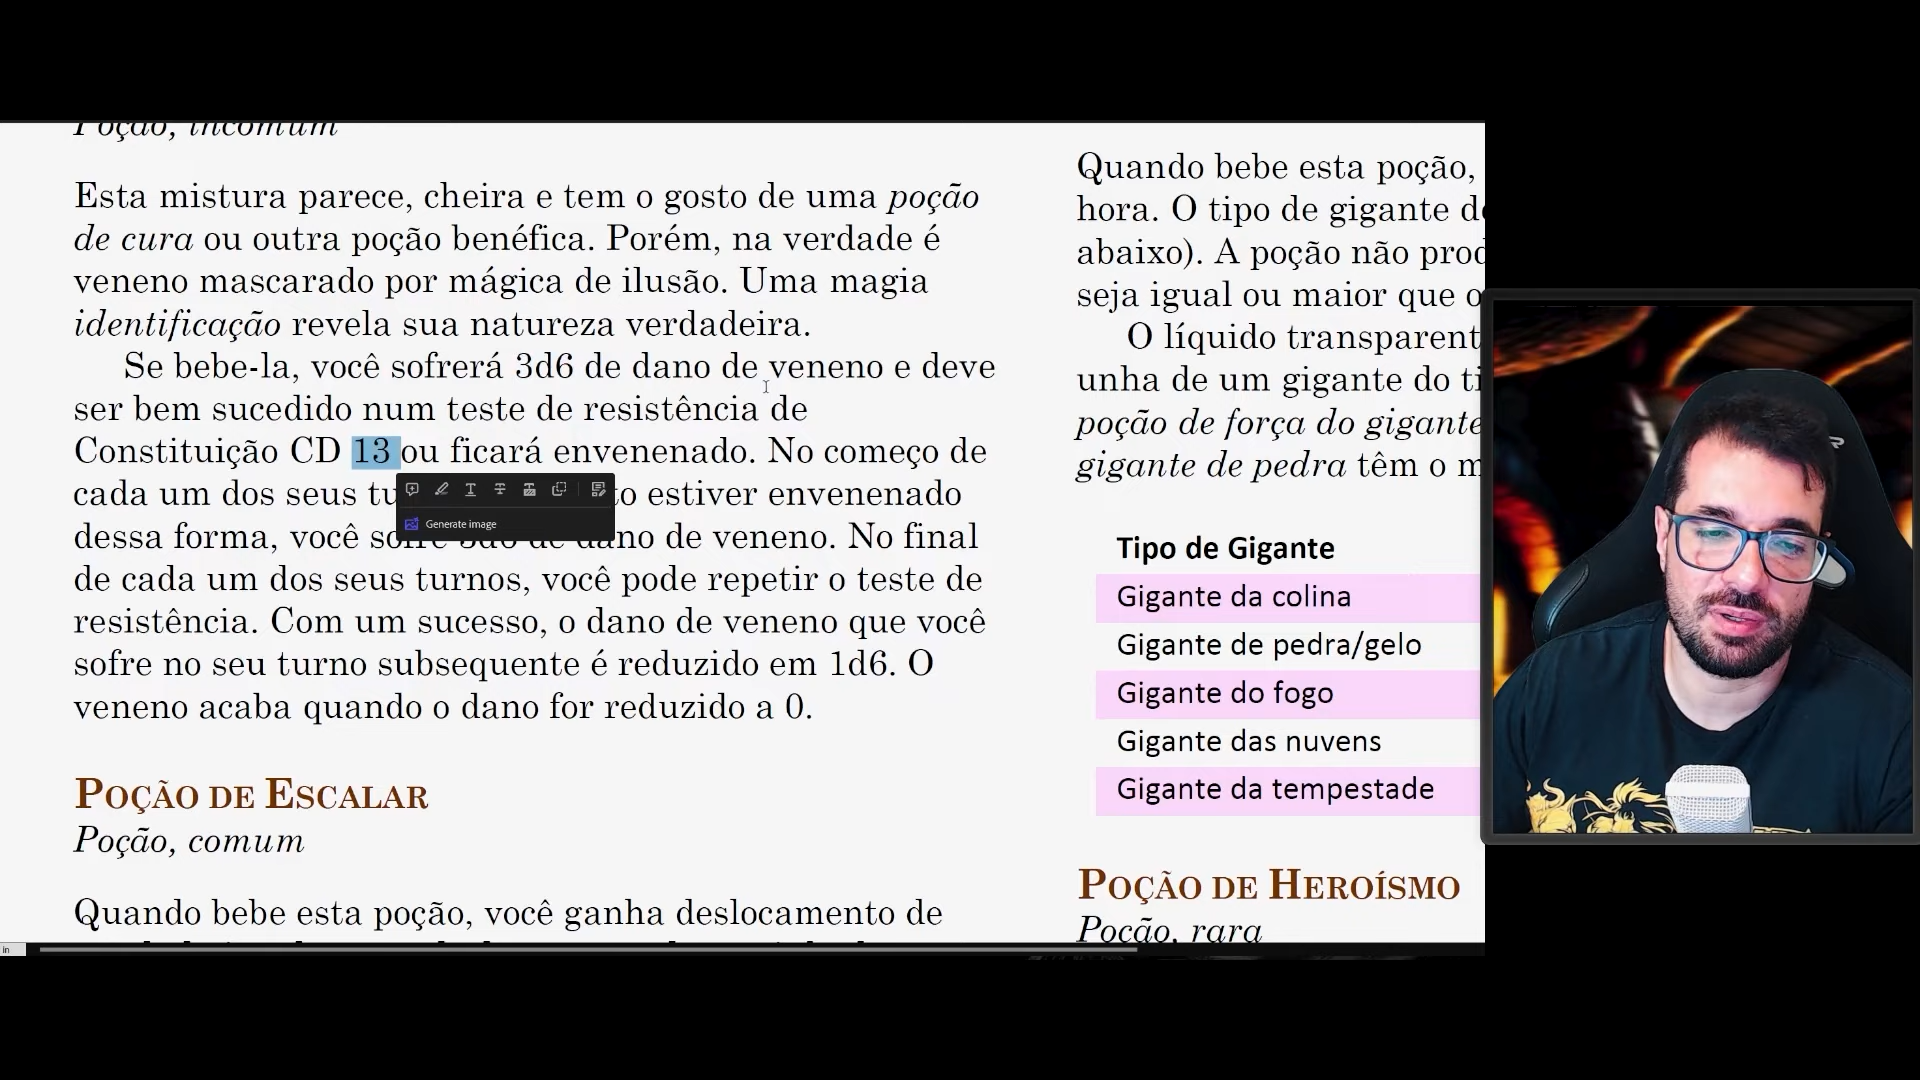 Poção, incomum
Esta mistura parece, cheira e tem o gosto de uma poção
de cura ou outra poção benéfica. Porém, na verdade é
veneno mascarado por mágica de ilusão. Uma magia
identificação revela sua natureza verdadeira.
Se bebe-la, você sofrerá 3d6 de dano de veneno e deve
ser bem sucedido num teste de resistência de
Constituição CD 13 ou ficará envenenado. No começo de
cada um dos seus estiver envenenado
dessa forma, você dano de veneno. No final
de cada um dos seus turnos, você pode repetir o teste de
resistência. Com um sucesso, o dano de veneno que você
sofre no seu turno subsequente é reduzido em 1d6. O
veneno acaba quando o dano for reduzido a 0.
Generate image
POÇÃO DE ESCALAR
Poção, comum
Quando bebe esta poção, você ganha deslocamento de
Quando bebe esta poção,
hora. O tipo de gigante
abaixo). A poção não
seja igual ou maior que
O líquido
unha de um gigante do
poção de força do gigante
gigante de pedra têm o
Tipo de Gigante
Gigante da colina
Gigante de pedra/gelo
Gigante do fogo
Gigante das nuvens
Gigante da tempestade
POÇÃO DE HEROÍSMO
Poção, rara
in